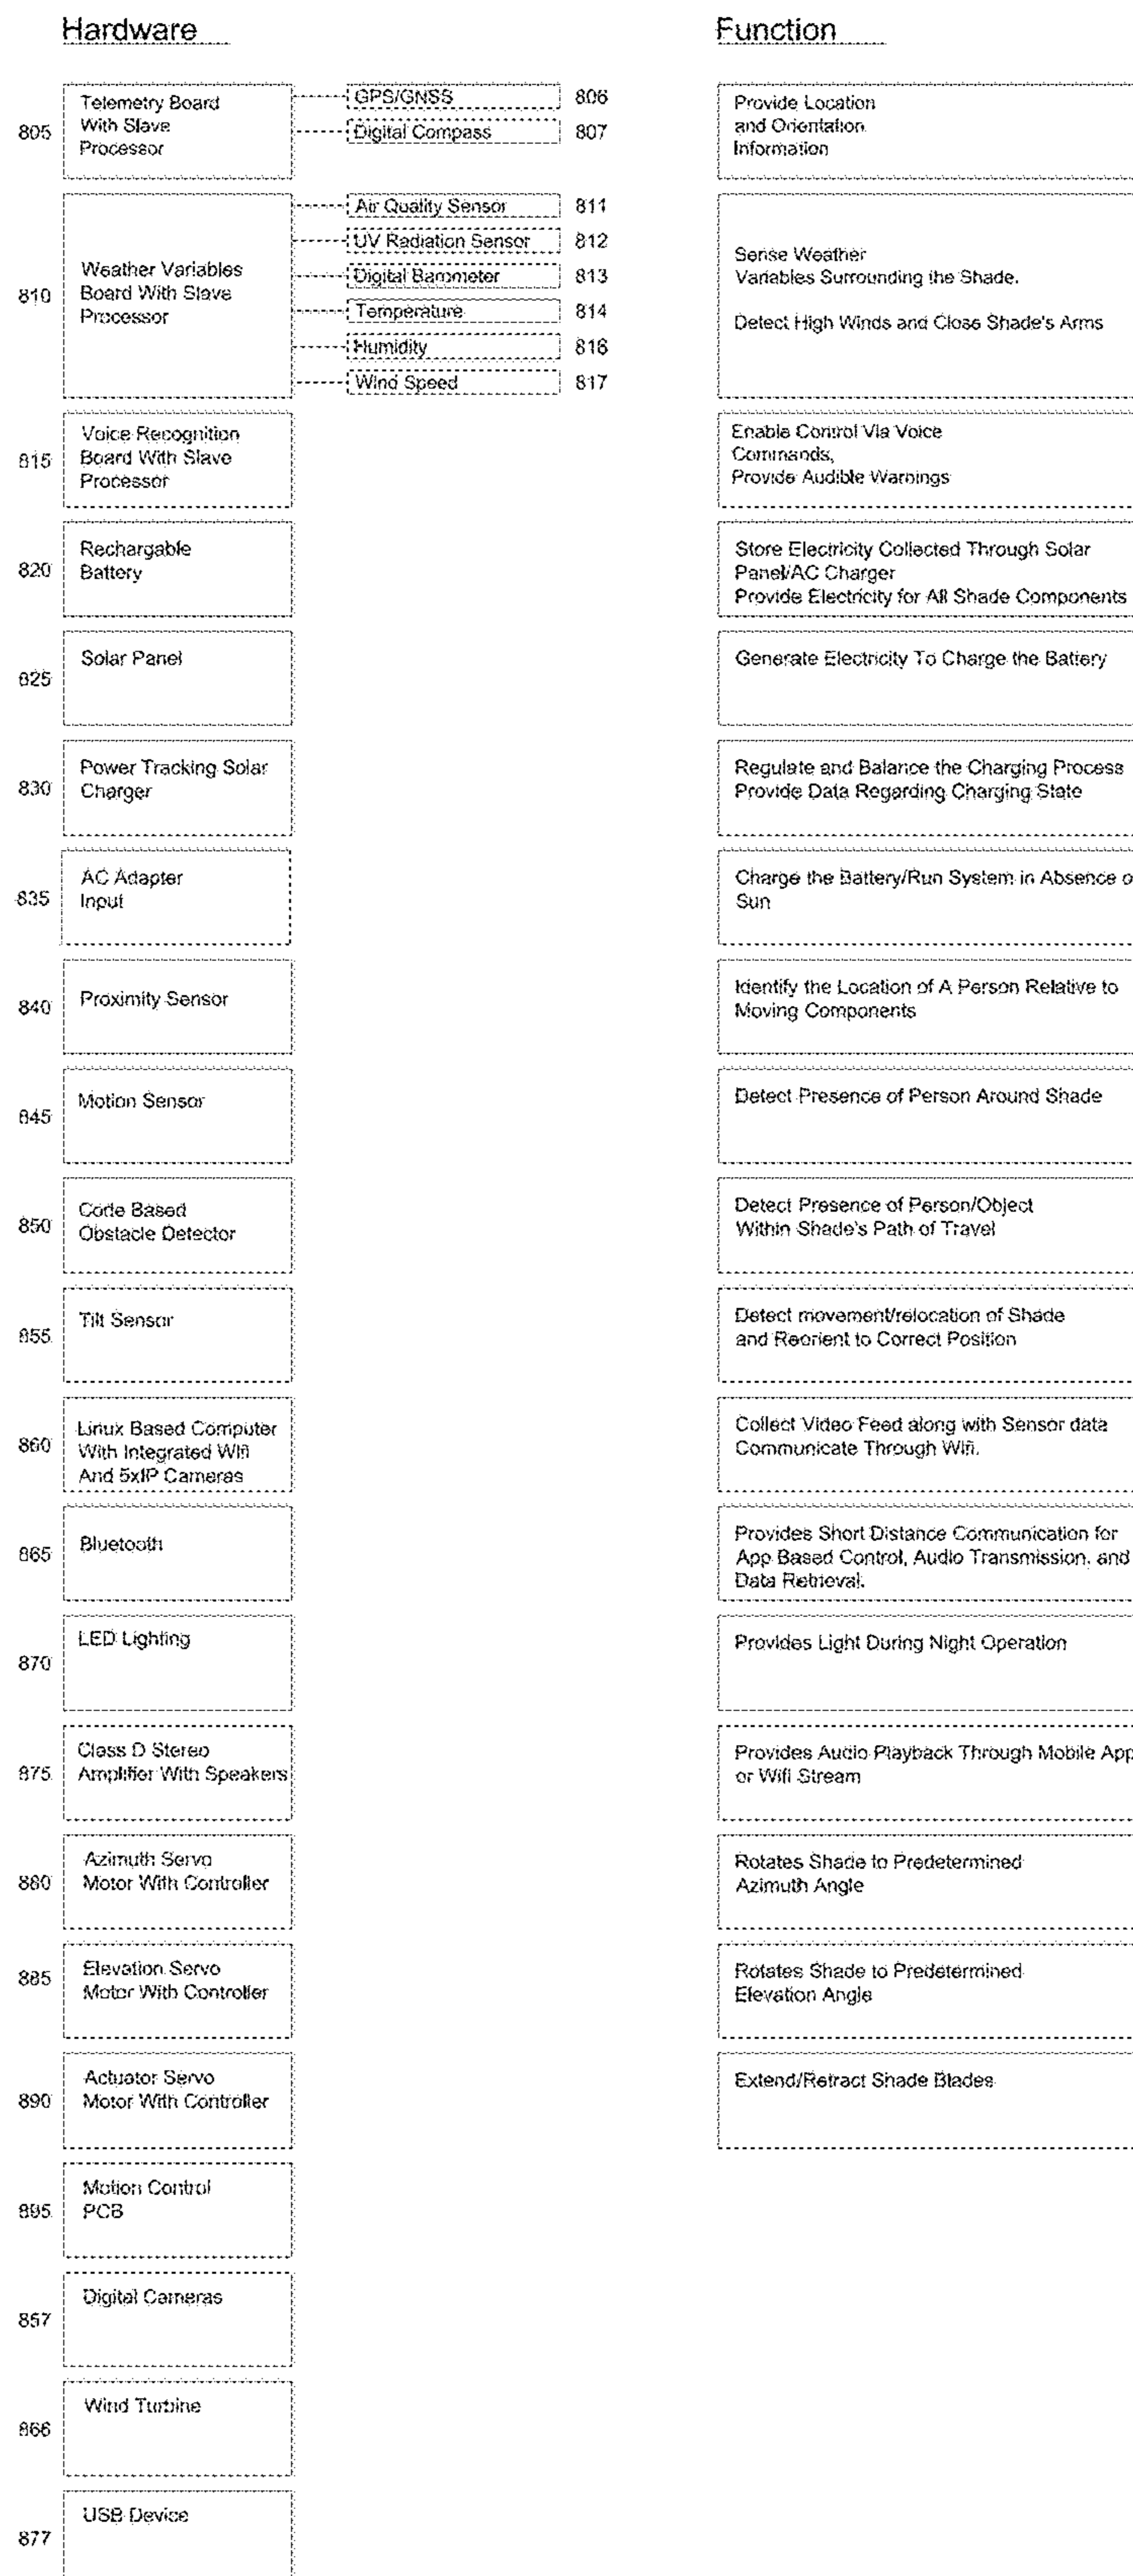 Hardware
Function
805
Telemetry Board
With Slave
Processor
GPS/GNSS 806
Digital Compass 807
Provide Location
and Orientation
Information
810
Weather Variables
Board With Slave
Processor
Air Quality Sensor 811
UV Radiation Sensor 812
Digital Barometer 813
Temperature 814
Humidity 816
Wind Speed 817
Sense Weather
Variables Surrounding the Shade.
Detect High Winds and Close Shade's Arms
815
Voice Recognition
Board With Slave
Processor
Enable Control Via Voice
Commands,
Provide Audible Warnings
820
Rechargable
Battery
Store Electricity Collected Through Solar
Panel/AC Charger
Provide Electricity for All Shade Components
825
Solar Panel
Generate Electricity To Charge the Battery
830
Power Tracking Solar
Charger
Regulate and Balance the Charging Process
Provide Data Regarding Charging State
835
AC Adapter
Input
Charge the Battery/Run System in Absence o
Sun
840
Proximity Sensor
Identify the Location of A Person Relative to
Moving Components
845
Motion Sensor
Detect Presence of Person Around Shade
850
Code Based
Obstacle Detector
Detect Presence of Person/Object
Within Shade's Path of Travel
855
Tilt Sensor
Detect movement/relocation of Shade
and Reorient to Correct Position
860
Linux Based Computer
With Integrated Wifi
And 5xIP Cameras
Collect Video Feed along with Sensor data
Communicate Through Wifi.
865
Bluetooth
Provides Short Distance Communication for
App Based Control, Audio Transmission, and
Data Retrieval.
870
LED Lighting
Provides Light During Night Operation
875
Class D Stereo
Amplifier With Speakers
Provides Audio Playback Through Mobile App
or Wifi Stream
880
Azimuth Servo
Motor With Controller
Rotates Shade to Predetermined
Azimuth Angle
885
Elevation Servo
Motor With Controller
Rotates Shade to Predetermined
Elevation Angle
890
Actuator Servo
Motor With Controller
Extend/Retract Shade Blades
895
Motion Control
PCB
857
Digital Cameras
866
Wind Turbine
877
USB Device